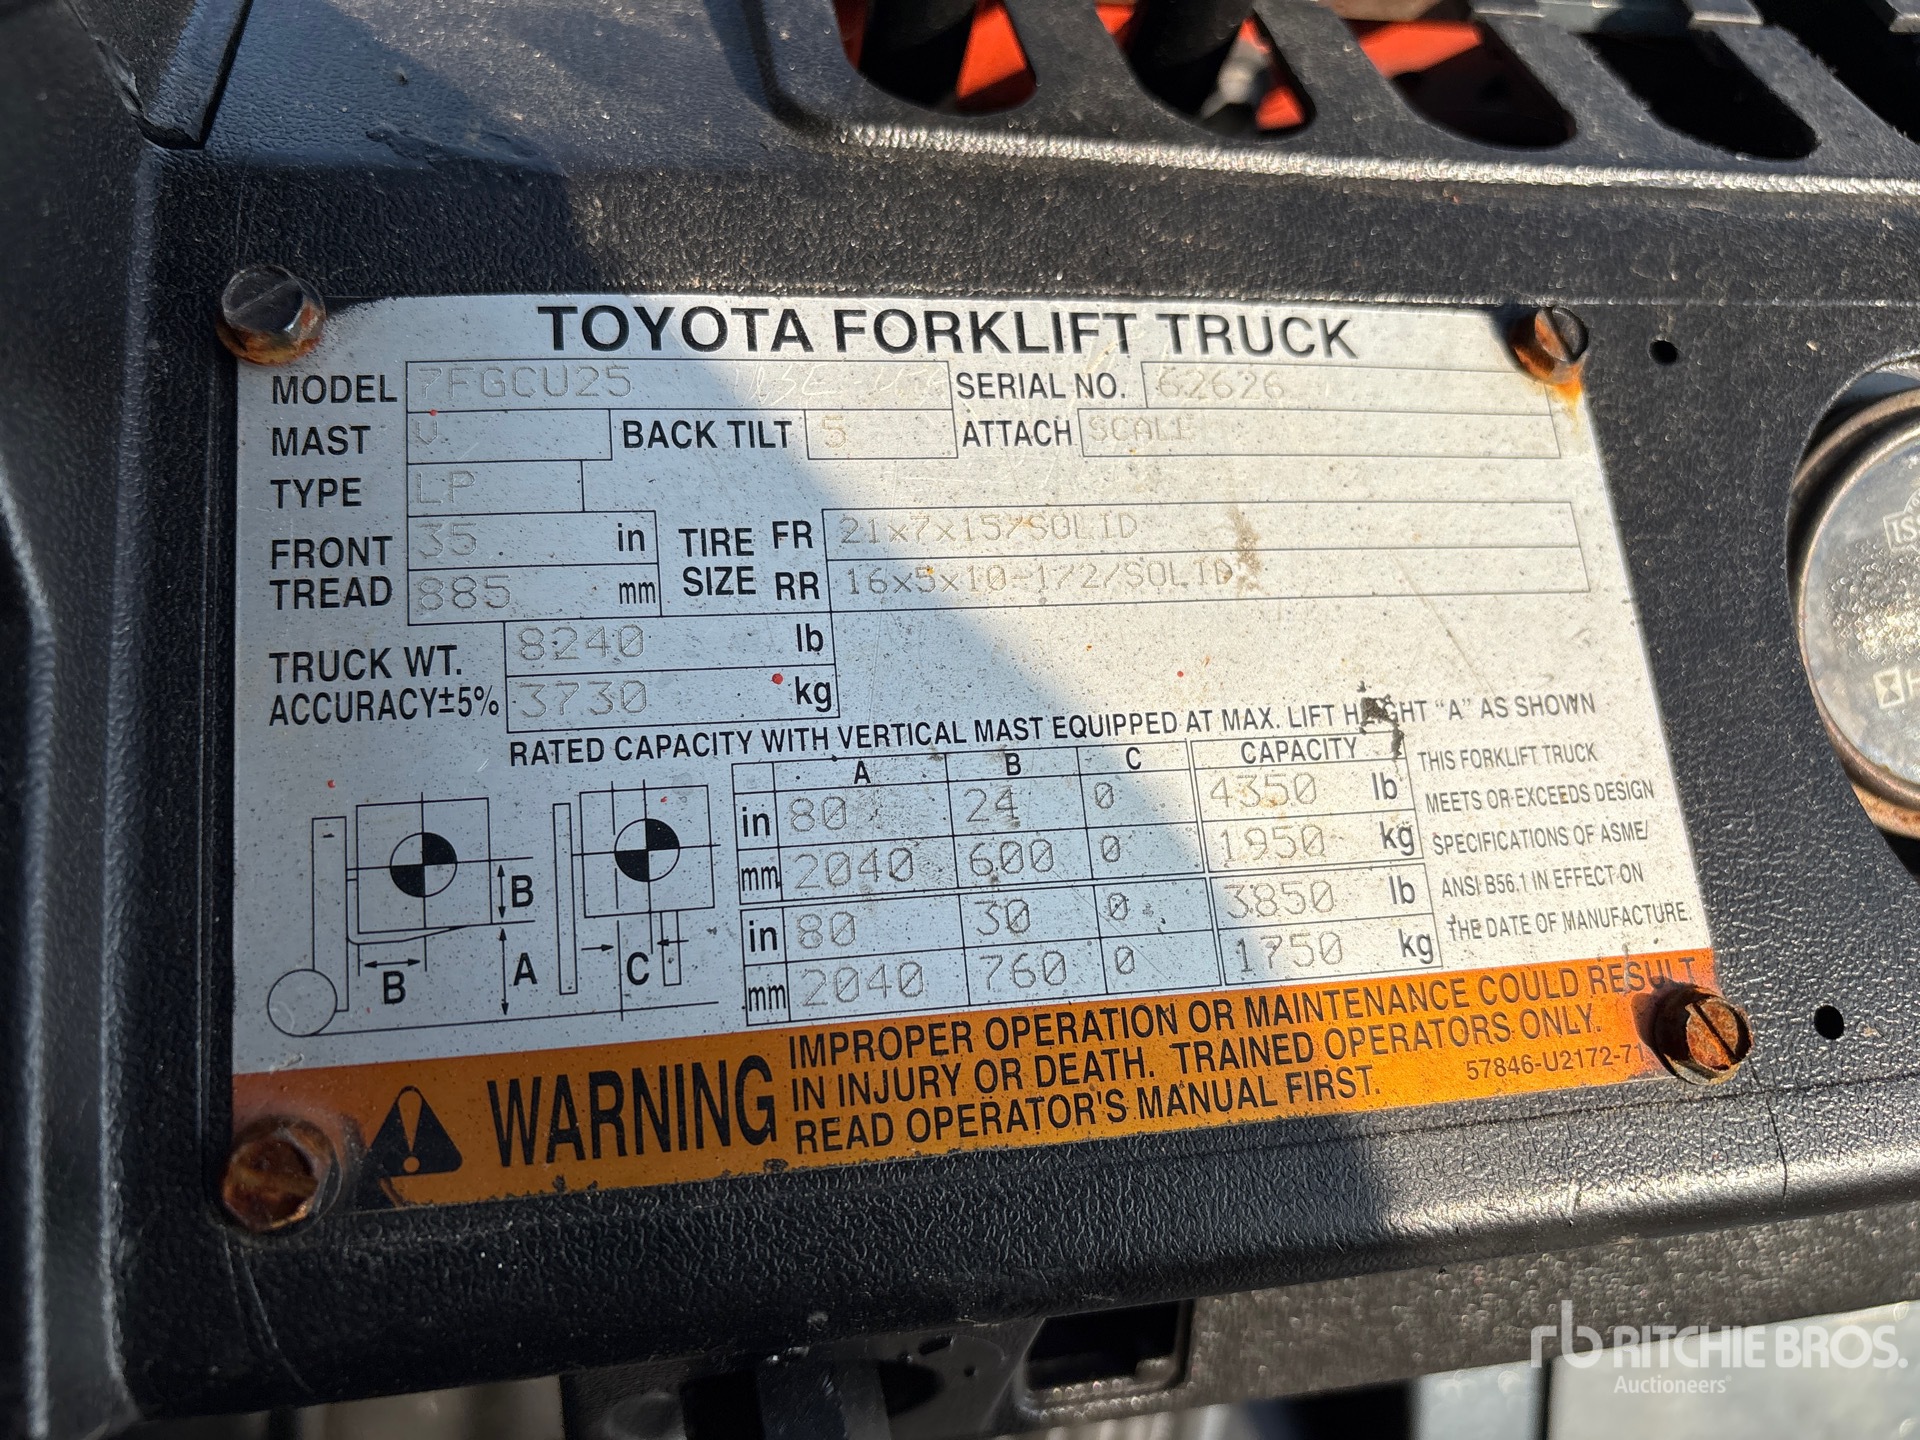 TOYOTA FORKLIFT TRUCK
MODEL 7FGCU25 SERIAL NO. 62626
MAST V BACK TILT 5 ATTACH SCALE
TYPE LP
FRONT TREAD 35 in 885 mm
TIRE SIZE FR 21x7x15/SOLID
RR 16x5x10-1/2/SOLID
TRUCK WT. 8240 lb
ACCURACY±5% 3730 kg
RATED CAPACITY WITH VERTICAL MAST EQUIPPED AT MAX. LIFT HEIGHT "A" AS SHOWN
A B C CAPACITY
in 80 24 0 4350 lb
mm 2040 600 0 1950 kg
in 80 30 0 3850 lb
mm 2040 760 0 1750 kg
B
B
A
C
THIS FORKLIFT TRUCK
MEETS OR EXCEEDS DESIGN
SPECIFICATIONS OF ASME/
ANSI B56.1 IN EFFECT ON
THE DATE OF MANUFACTURE.
WARNING
IMPROPER OPERATION OR MAINTENANCE COULD RESULT
IN INJURY OR DEATH. TRAINED OPERATORS ONLY.
READ OPERATOR'S MANUAL FIRST.
57846-U2172-71
rb RITCHIE BROS.
Auctioneers